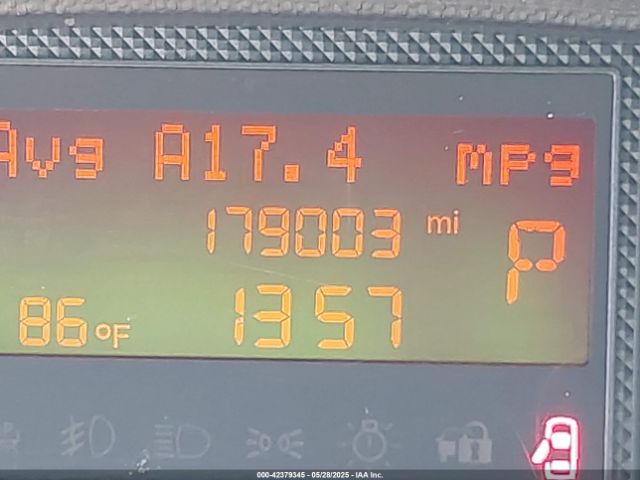 Avg A17.4 mpg
179003 mi
P
86°F 1357
000-42379345 - 05/28/2025 - IAA Inc.